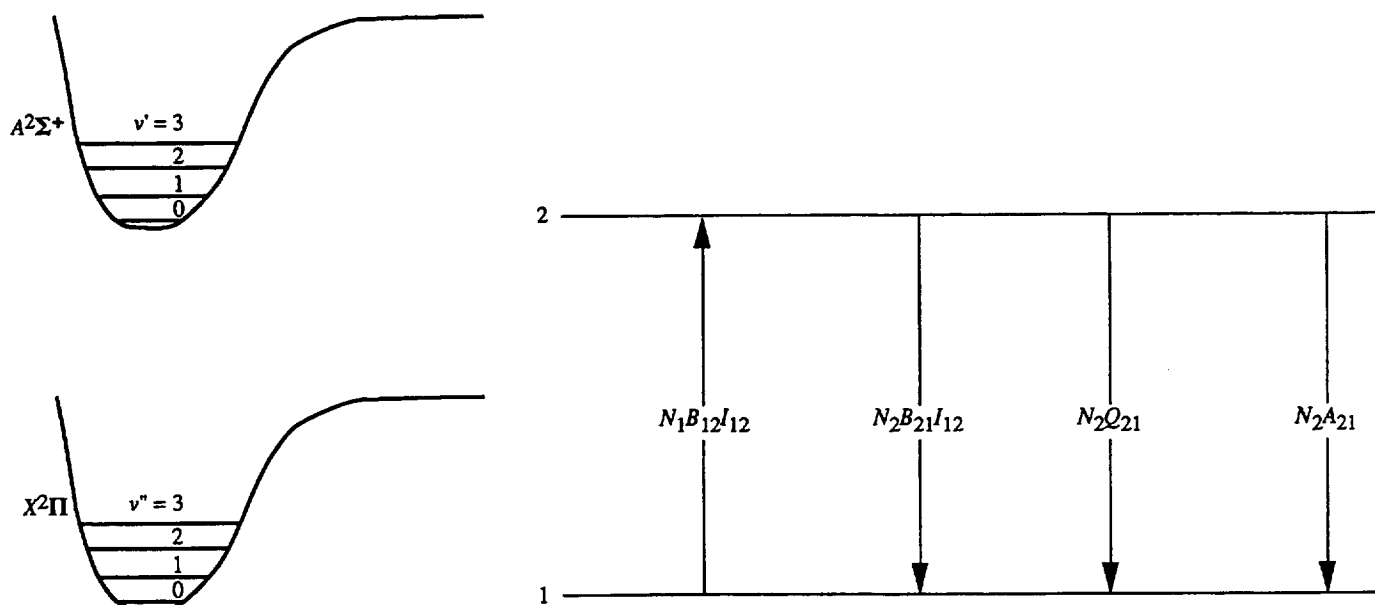 A²Σ⁺
v' = 3
2
1
0
X²Π
v" = 3
2
1
0
2
N₁B₁₂I₁₂
N₂B₂₁I₁₂
N₂Q₂₁
N₂A₂₁
1